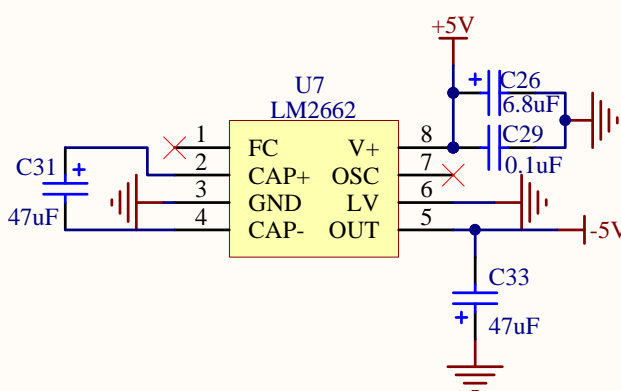 +5V
U7
LM2662
+ C26
6.8uF
C29
0.1uF
C31 +
47uF
1 FC V+ 8
2 CAP+ OSC 7
3 GND LV 6
4 CAP- OUT 5
-5V
C33
+ 47uF